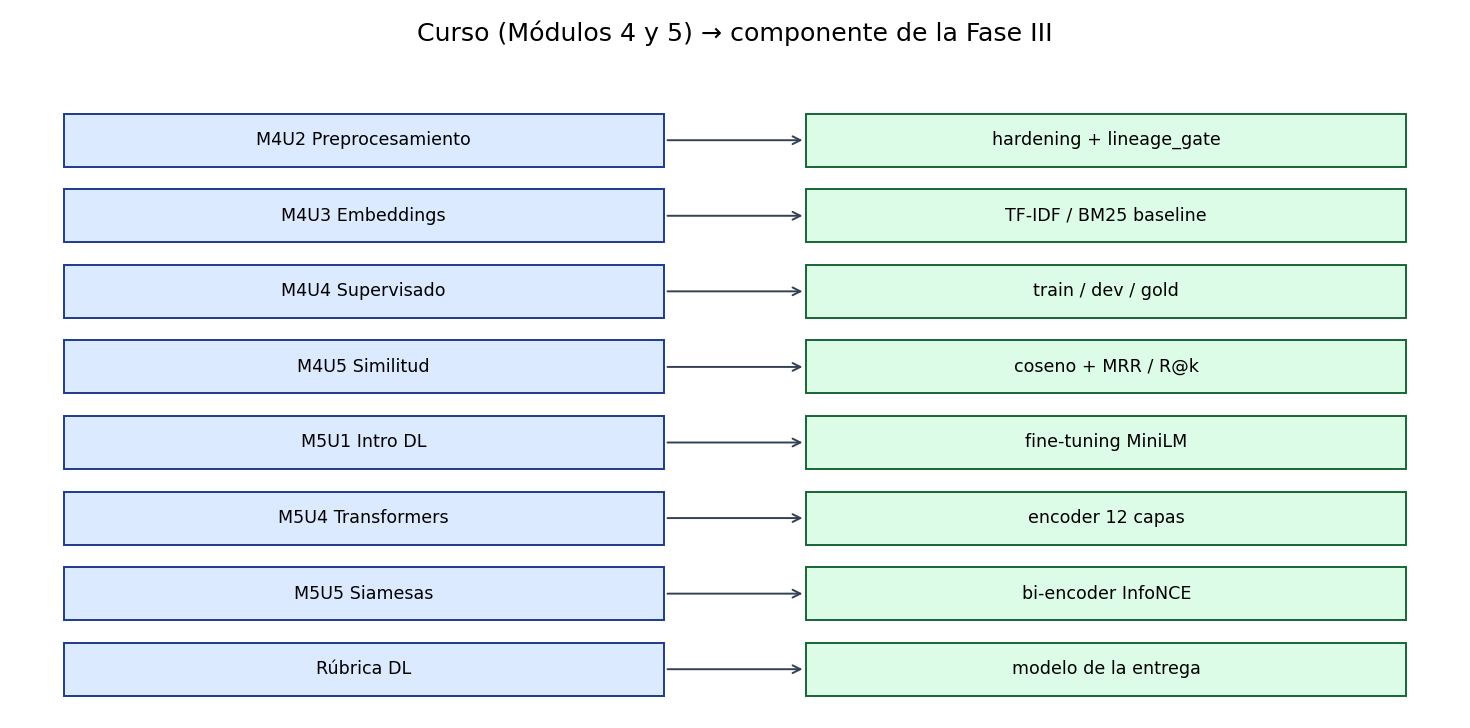 Curso (Módulos 4 y 5) → componente de la Fase III
M4U2 Preprocesamiento
hardening + lineage_gate
M4U3 Embeddings
TF-IDF / BM25 baseline
M4U4 Supervisado
train / dev / gold
M4U5 Similitud
coseno + MRR / R@k
M5U1 Intro DL
fine-tuning MiniLM
M5U4 Transformers
encoder 12 capas
M5U5 Siamesas
bi-encoder InfoNCE
Rúbrica DL
modelo de la entrega